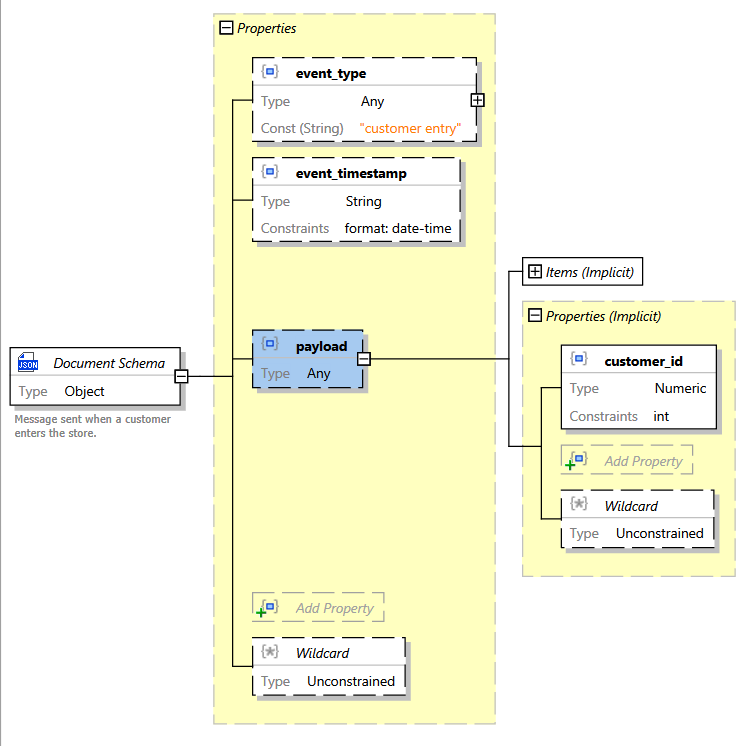 Properties
event_type
Type Any
Const (String) "customer entry"
event_timestamp
Type String
Constraints format: date-time
payload
Type Any
Add Property
Wildcard
Type Unconstrained
JSON
Document Schema
Type Object
Message sent when a customer
enters the store.
Items (Implicit)
Properties (Implicit)
customer_id
Type Numeric
Constraints int
Add Property
Wildcard
Type Unconstrained